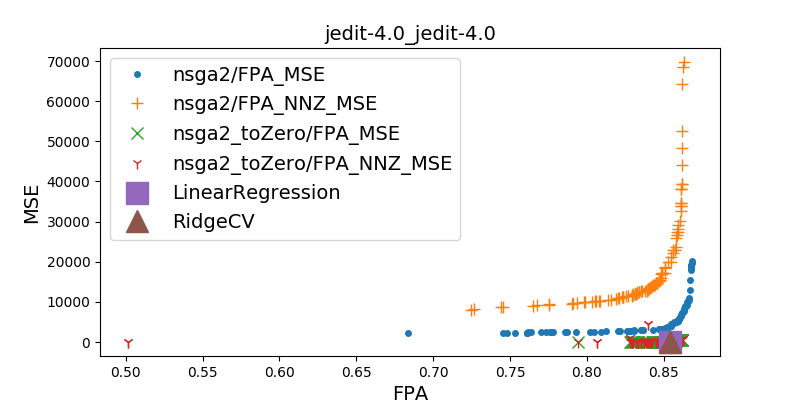 jedit-4.0_jedit-4.0
70000
60000
50000
40000
30000
20000
10000
0
MSE
nsga2/FPA_MSE
nsga2/FPA_NNZ_MSE
nsga2_toZero/FPA_MSE
nsga2_toZero/FPA_NNZ_MSE
LinearRegression
RidgeCV
0.50 0.55 0.60 0.65 0.70 0.75 0.80 0.85
FPA